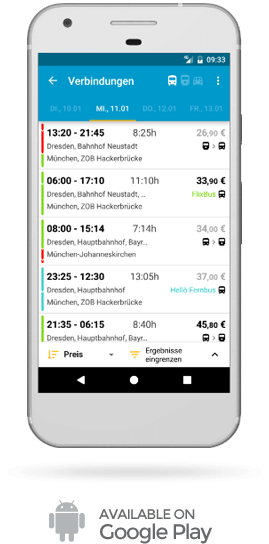 09:33
Verbindungen
DI., 10.01 MI., 11.01 DO., 12.01 FR., 13.01
13:20 - 21:45 8:25h 26,90 €
Dresden, Bahnhof Neustadt
München, ZOB Hackerbrücke
06:00 - 17:10 11:10h 33,90 €
Dresden, Bahnhof Neustadt, ... Flixbus
München, ZOB Hackerbrücke
08:00 - 15:14 7:14h 34,00 €
Dresden, Hauptbahnhof, Bayr...
München-Johanneskirchen
23:25 - 12:30 13:05h 37,00 €
Dresden, Hauptbahnhof Hellö Fernbus
München, ZOB Hackerbrücke
21:35 - 06:15 8:40h 45,80 €
Dresden, Hauptbahnhof, Bayr...
Preis Ergebnisse
eingrenzen
AVAILABLE ON
Google Play